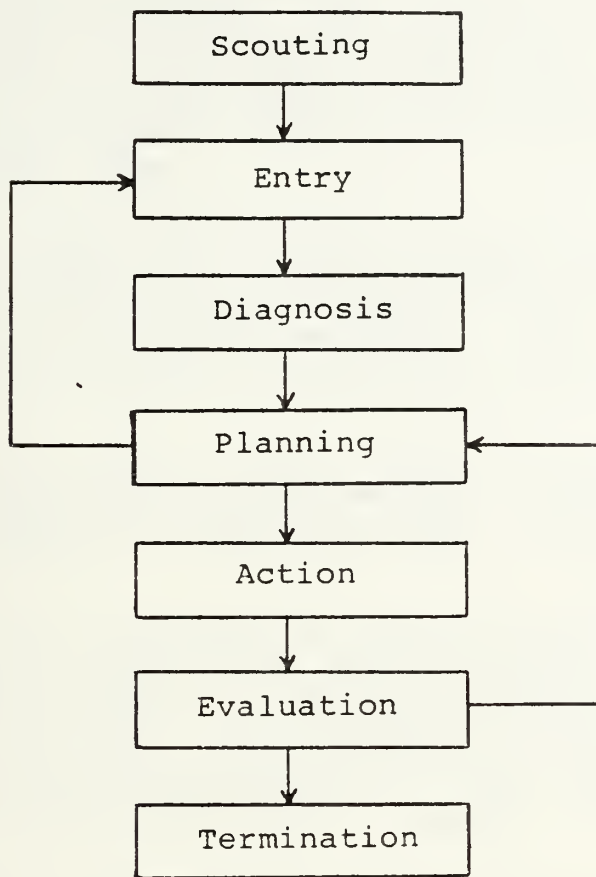 Scouting
Entry
Diagnosis
Planning
Action
Evaluation
Termination